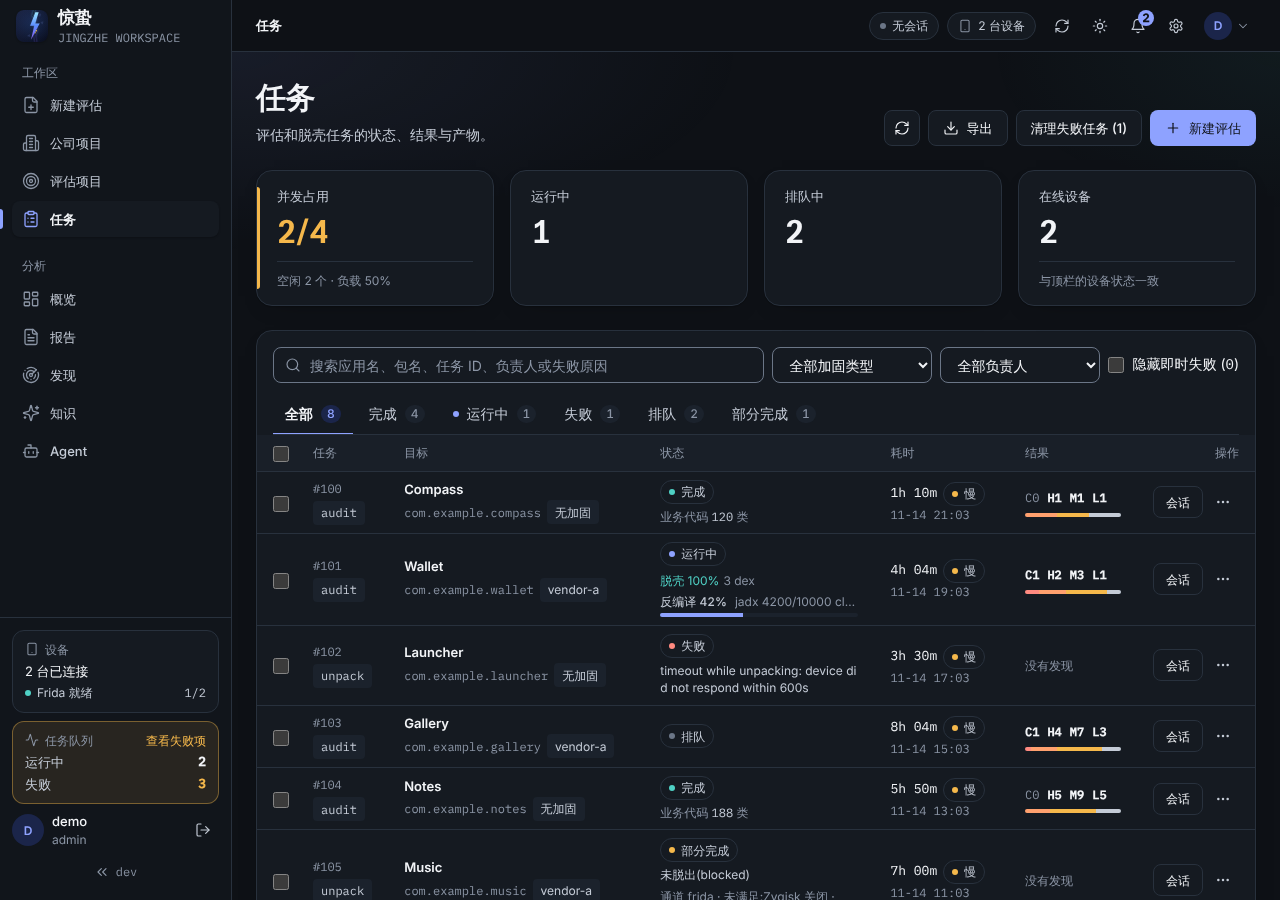 惊蛰
JINGZHE WORKSPACE
工作区
新建评估
公司项目
评估项目
任务
分析
概览
报告
发现
知识
Agent
设备
2 台已连接
Frida 就绪 1/2
任务队列 查看失败项
运行中 2
失败 3
D demo
admin
dev
任务
无会话
2 台设备
2
D
任务
评估和脱壳任务的状态、结果与产物。
导出
清理失败任务 (1)
新建评估
并发占用
2/4
空闲 2 个 · 负载 50%
运行中
1
排队中
2
在线设备
2
与顶栏的设备状态一致
搜索应用名、包名、任务 ID、负责人或失败原因
全部加固类型
全部负责人
隐藏即时失败 (0)
全部 8 完成 4 运行中 1 失败 1 排队 2 部分完成 1
任务 目标 状态 耗时 结果 操作
#100 Compass 完成 1h 10m 慢 C0 H1 M1 L1 会话 ···
audit com.example.compass 无加固 业务代码 120 类 11-14 21:03
#101 Wallet 运行中 4h 04m 慢 C1 H2 M3 L1 会话 ···
audit com.example.wallet vendor-a 脱壳 100% 3 dex 11-14 19:03
反编译 42% jadx 4200/10000 cl...
#102 Launcher 失败 3h 30m 慢 没有发现 会话 ···
unpack com.example.launcher 无加固 timeout while unpacking: device di 11-14 17:03
d not respond within 600s
#103 Gallery 排队 8h 04m 慢 C1 H4 M7 L3 会话 ···
audit com.example.gallery vendor-a 11-14 15:03
#104 Notes 完成 5h 50m 慢 C0 H5 M9 L5 会话 ···
audit com.example.notes 无加固 业务代码 188 类 11-14 13:03
#105 Music 部分完成 7h 00m 慢 没有发现 会话 ···
unpack com.example.music vendor-a 未脱出(blocked) 11-14 11:03
通道 frida · 未满足:Zygisk 关闭 ·